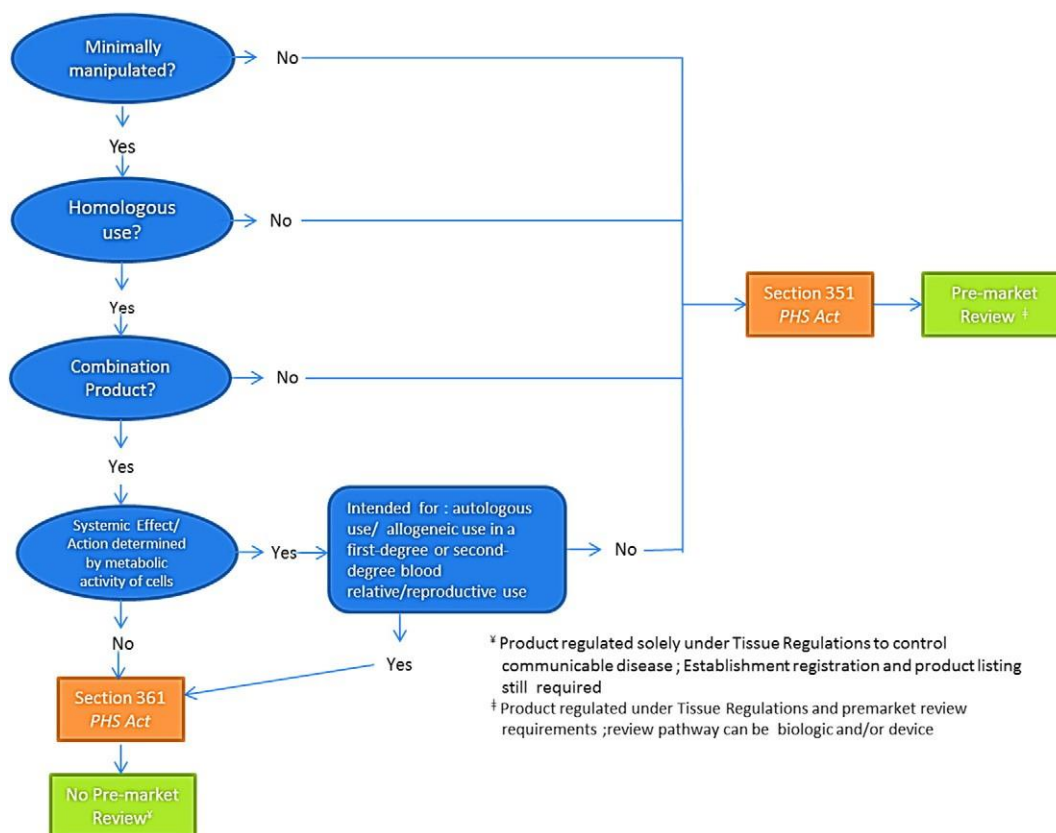 Minimally
manipulated?
No
Yes
Homologous
use?
No
Yes
Section 351
PHS Act
Pre-market
Review ǂ
Combination
Product?
No
Yes
Systemic Effect/
Action determined
by metabolic
activity of cells
Yes
Intended for : autologous
use/ allogeneic use in a
first-degree or second-
degree blood
relative/reproductive use
No
No
Yes
Section 361
PHS Act
No Pre-market
Review¥
¥ Product regulated solely under Tissue Regulations to control
communicable disease ; Establishment registration and product listing
still required
ǂ Product regulated under Tissue Regulations and premarket review
requirements ;review pathway can be biologic and/or device